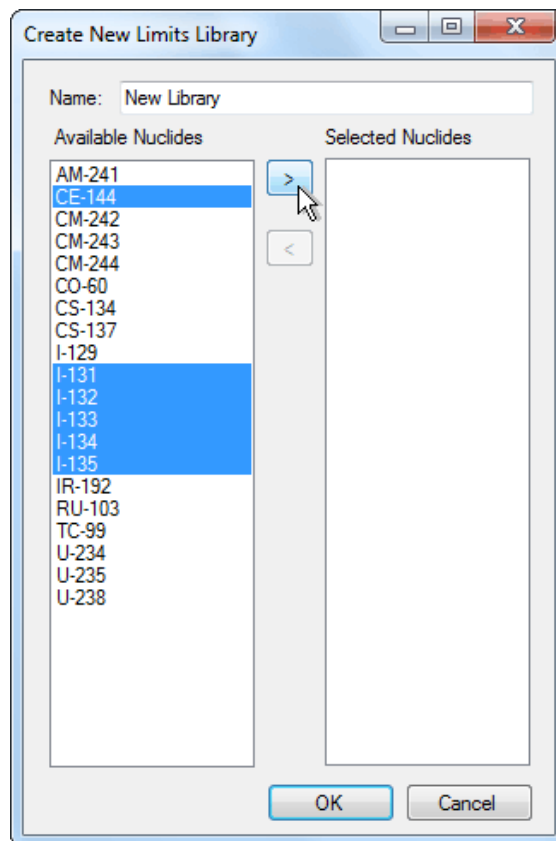 Create New Limits Library
Name: New Library
Available Nuclides
Selected Nuclides
AM-241
CE-144
CM-242
CM-243
CM-244
CO-60
CS-134
CS-137
I-129
I-131
I-132
I-133
I-134
I-135
IR-192
RU-103
TC-99
U-234
U-235
U-238
>
<
OK
Cancel